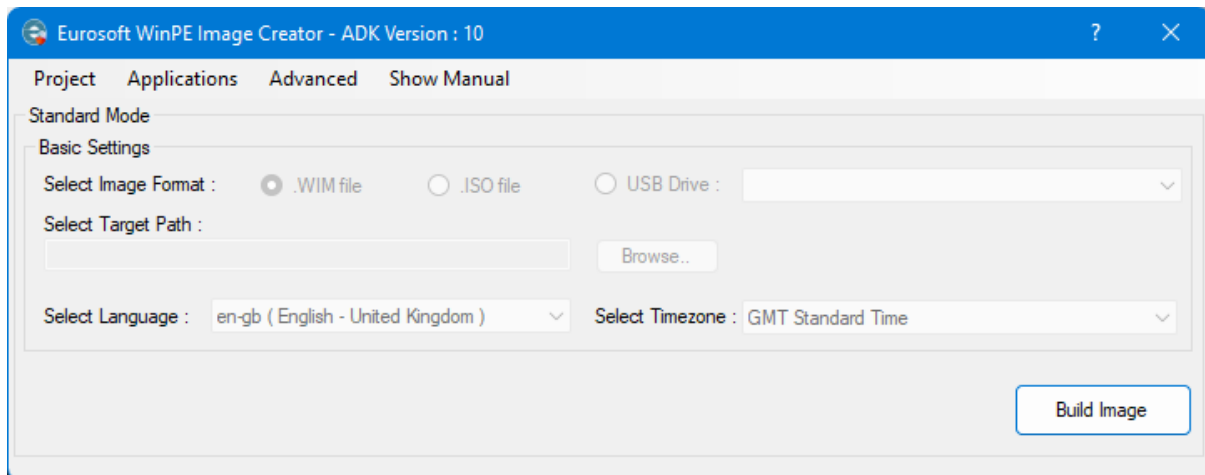 Eurosoft WinPE Image Creator - ADK Version : 10 ?
Project Applications Advanced Show Manual
Standard Mode
Basic Settings
Select Image Format : .WIM file .ISO file USB Drive :
Select Target Path :
Browse..
Select Language : en-gb ( English - United Kingdom ) Select Timezone : GMT Standard Time
Build Image